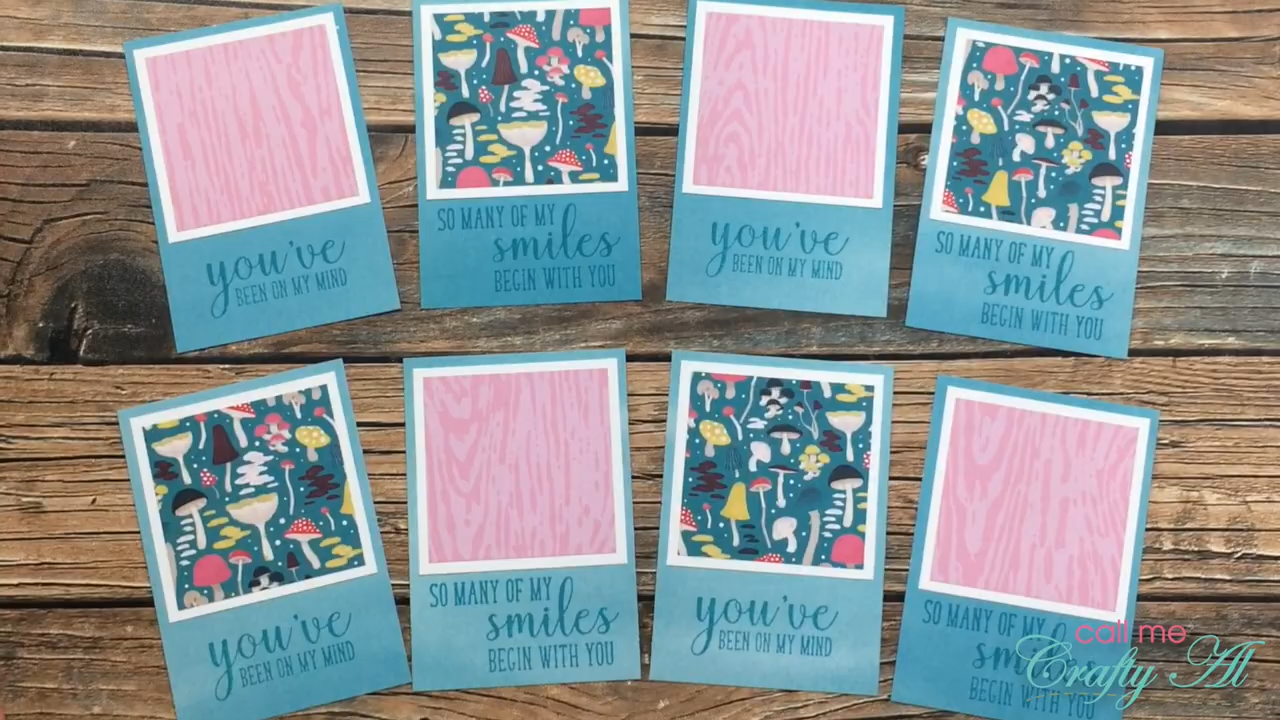 you've
BEEN ON MY MIND
SO MANY OF MY
smiles
BEGIN WITH YOU
you've
BEEN ON MY MIND
SO MANY OF MY
smiles
BEGIN WITH YOU
you've
BEEN ON MY MIND
SO MANY OF MY
smiles
BEGIN WITH YOU
you've
BEEN ON MY MIND
SO MANY OF MY
smiles
BEGIN WITH YOU
call me
Crafty Al